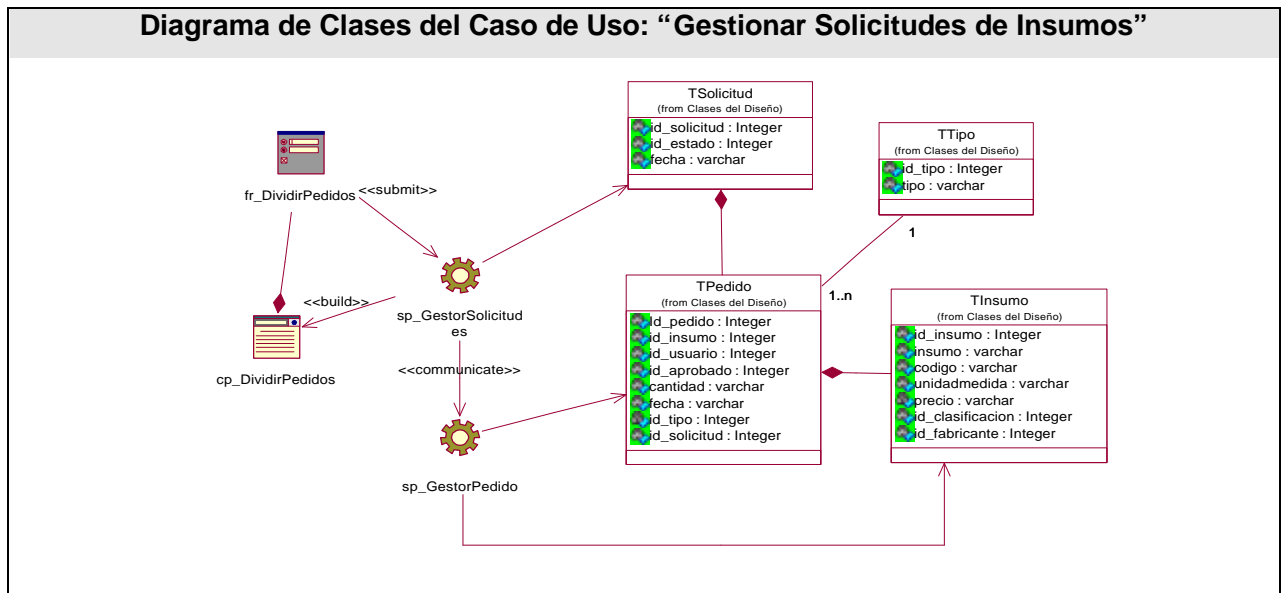 Diagrama de Clases del Caso de Uso: “Gestionar Solicitudes de Insumos”
fr_DividirPedidos
<<submit>>
<<build>>
cp_DividirPedidos
sp_GestorSolicitud
es
<<communicate>>
sp_GestorPedido
TSolicitud
(from Clases del Diseño)
id_solicitud : Integer
id_estado : Integer
fecha : varchar
TTipo
(from Clases del Diseño)
id_tipo : Integer
tipo : varchar
1
1..n
TPedido
(from Clases del Diseño)
Id_pedido : Integer
id_insumo : Integer
id_usuario : Integer
id_aprobado : Integer
cantidad : varchar
fecha : varchar
id_tipo : Integer
id_solicitud : Integer
TInsumo
(from Clases del Diseño)
id_insumo : Integer
insumo : varchar
codigo : varchar
unidadmedida : varchar
precio : varchar
id_clasificacion : Integer
id_fabricante : Integer